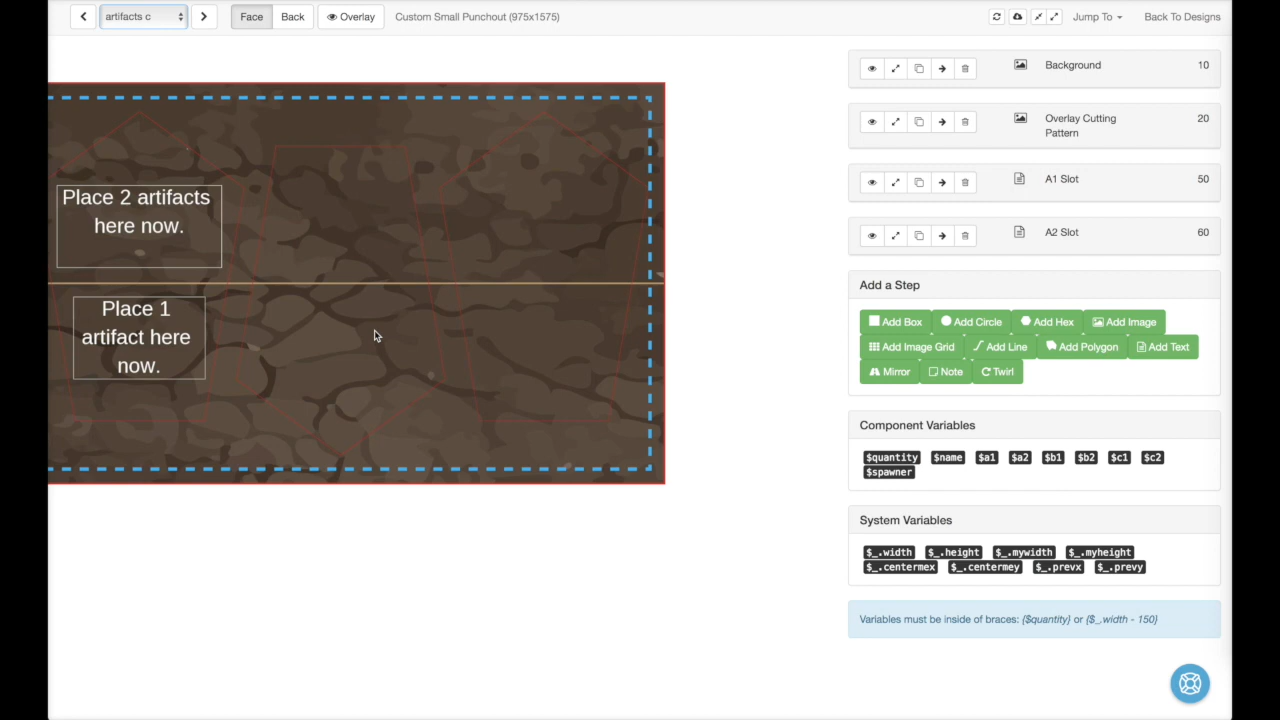 artifacts c
Face
Back
Overlay
Custom Small Punchout (975x1575)
Jump To
Back To Designs
Place 2 artifacts
here now.
Place 1
artifact here
now.
Background
10
Overlay Cutting
Pattern
20
A1 Slot
50
A2 Slot
60
Add a Step
Add Box
Add Circle
Add Hex
Add Image
Add Image Grid
Add Line
Add Polygon
Add Text
Mirror
Note
Twirl
Component Variables
$quantity $name $a1 $a2 $b1 $b2 $c1 $c2
$spawner
System Variables
$_.width $_.height $_.mywidth $_.myheight
$_.centermex $_.centermey $_.prevx $_.prevy
Variables must be inside of braces: {$quantity} or {$_.width - 150}